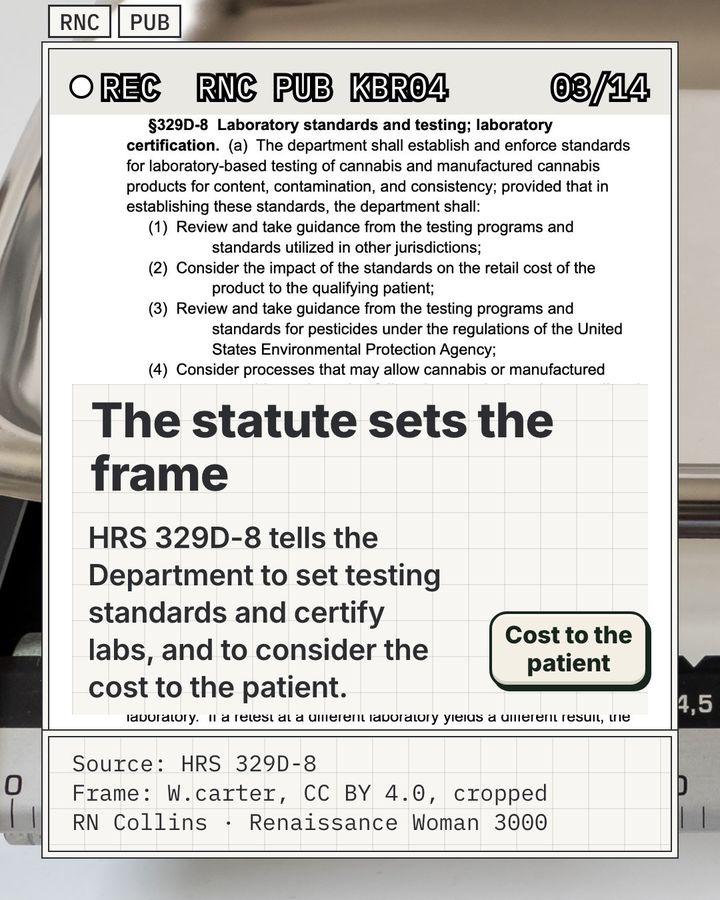 RNC PUB
REC RNC PUB KBR04 03/14
§329D-8 Laboratory standards and testing; laboratory
certification. (a) The department shall establish and enforce standards
for laboratory-based testing of cannabis and manufactured cannabis
products for content, contamination, and consistency; provided that in
establishing these standards, the department shall:
(1) Review and take guidance from the testing programs and
standards utilized in other jurisdictions;
(2) Consider the impact of the standards on the retail cost of the
product to the qualifying patient;
(3) Review and take guidance from the testing programs and
standards for pesticides under the regulations of the United
States Environmental Protection Agency;
(4) Consider processes that may allow cannabis or manufactured
The statute sets the
frame
HRS 329D-8 tells the
Department to set testing
standards and certify
labs, and to consider the
cost to the patient.
Cost to the
patient
laboratory. If a retest at a different laboratory yields a different result, the
4,5
0
0
Source: HRS 329D-8
Frame: W.carter, CC BY 4.0, cropped
RN Collins · Renaissance Woman 3000